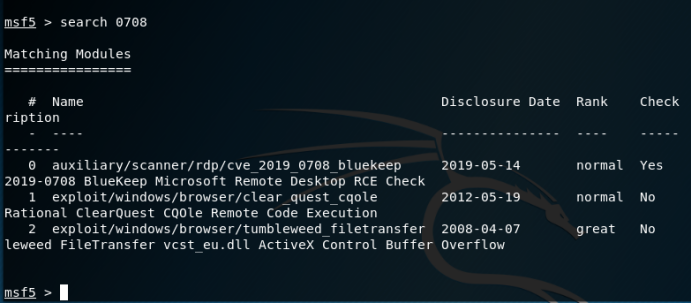 msf5 > search 0708
Matching Modules
================
# Name Disclosure Date Rank Check
ription
- ---- --------------- ---- -----
-------
0 auxiliary/scanner/rdp/cve_2019_0708_bluekeep 2019-05-14 normal Yes
2019-0708 BlueKeep Microsoft Remote Desktop RCE Check
1 exploit/windows/browser/clear_quest_cqole 2012-05-19 normal No
Rational ClearQuest CQOle Remote Code Execution
2 exploit/windows/browser/tumbleweed_filetransfer 2008-04-07 great No
leweed FileTransfer vcst_eu.dll ActiveX Control Buffer Overflow
msf5 >